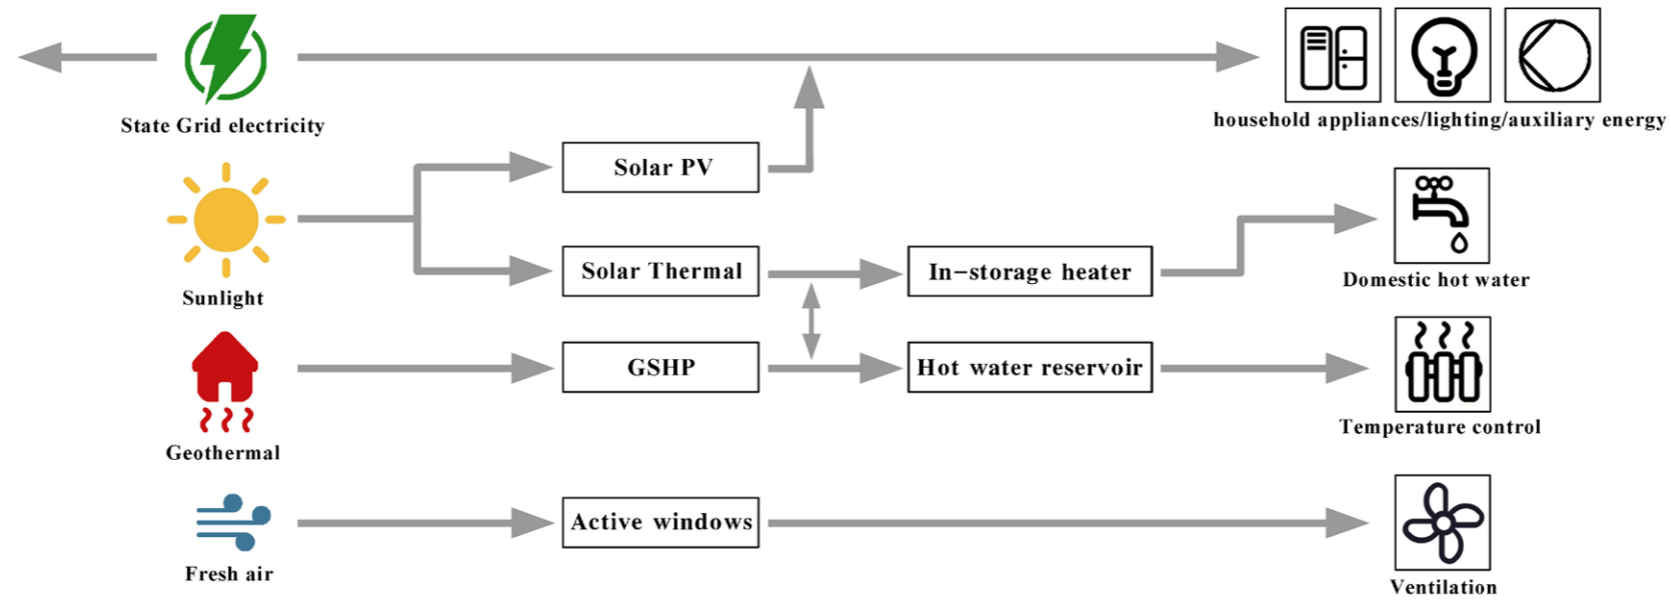 State Grid electricity
household appliances/lighting/auxiliary energy
Solar PV
Sunlight
Solar Thermal
In-storage heater
Domestic hot water
GSHP
Hot water reservoir
Geothermal
Temperature control
Active windows
Fresh air
Ventilation